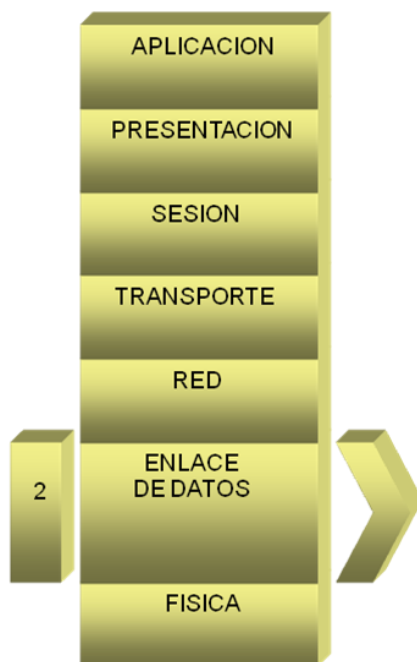 APLICACION
PRESENTACION
SESION
TRANSPORTE
RED
2
ENLACE
DE DATOS
FISICA